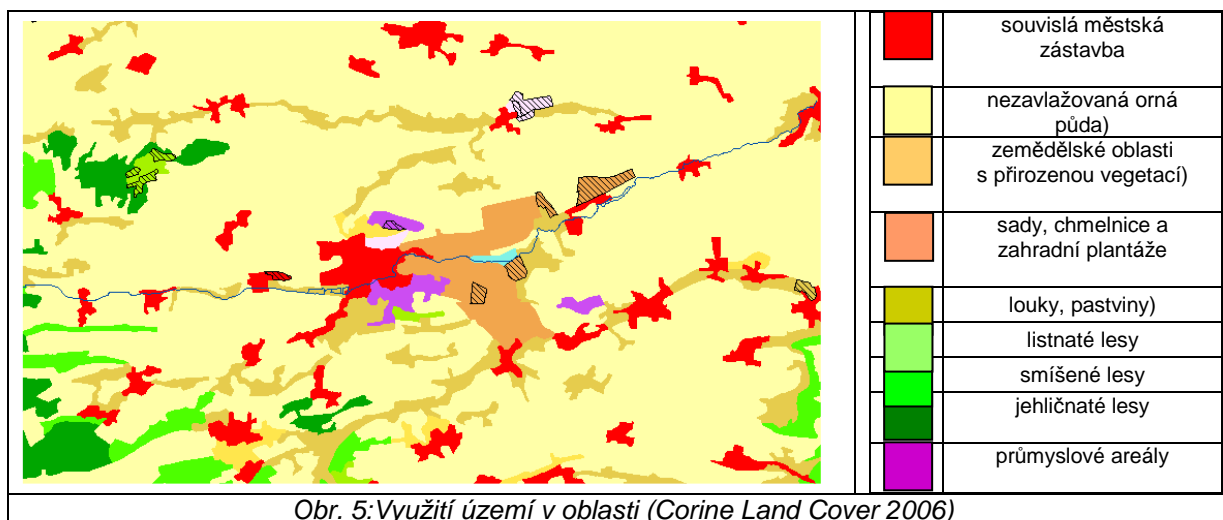 souvislá městská
zástavba
nezavlažovaná orná
půda)
zemědělské oblasti
s přirozenou vegetací)
sady, chmelnice a
zahradní plantáže
louky, pastviny)
listnaté lesy
smíšené lesy
jehličnaté lesy
průmyslové areály
Obr. 5:Využití území v oblasti (Corine Land Cover 2006)